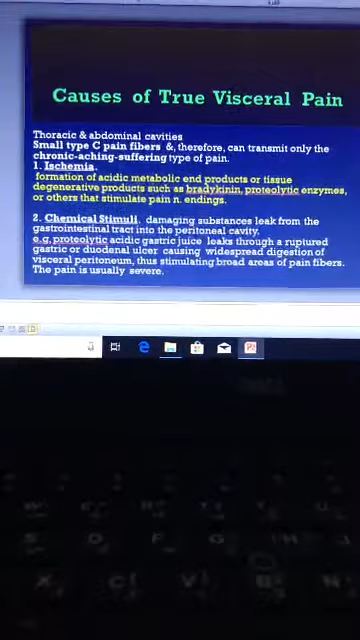 Causes of True Visceral Pain
Thoracic & abdominal cavities
Small type C pain fibers &, therefore, can transmit only the
chronic-aching-suffering type of pain.
1. Ischemia.
formation of acidic metabolic end products or tissue
degenerative products such as bradykinin, proteolytic enzymes,
or others that stimulate pain n. endings.
2. Chemical Stimuli, damaging substances leak from the
gastrointestinal tract into the peritoneal cavity.
e.g, proteolytic acidic gastric juice leaks through a ruptured
gastric or duodenal ulcer causing widespread digestion of
visceral peritoneum, thus stimulating broad areas of pain fibers.
The pain is usually severe.